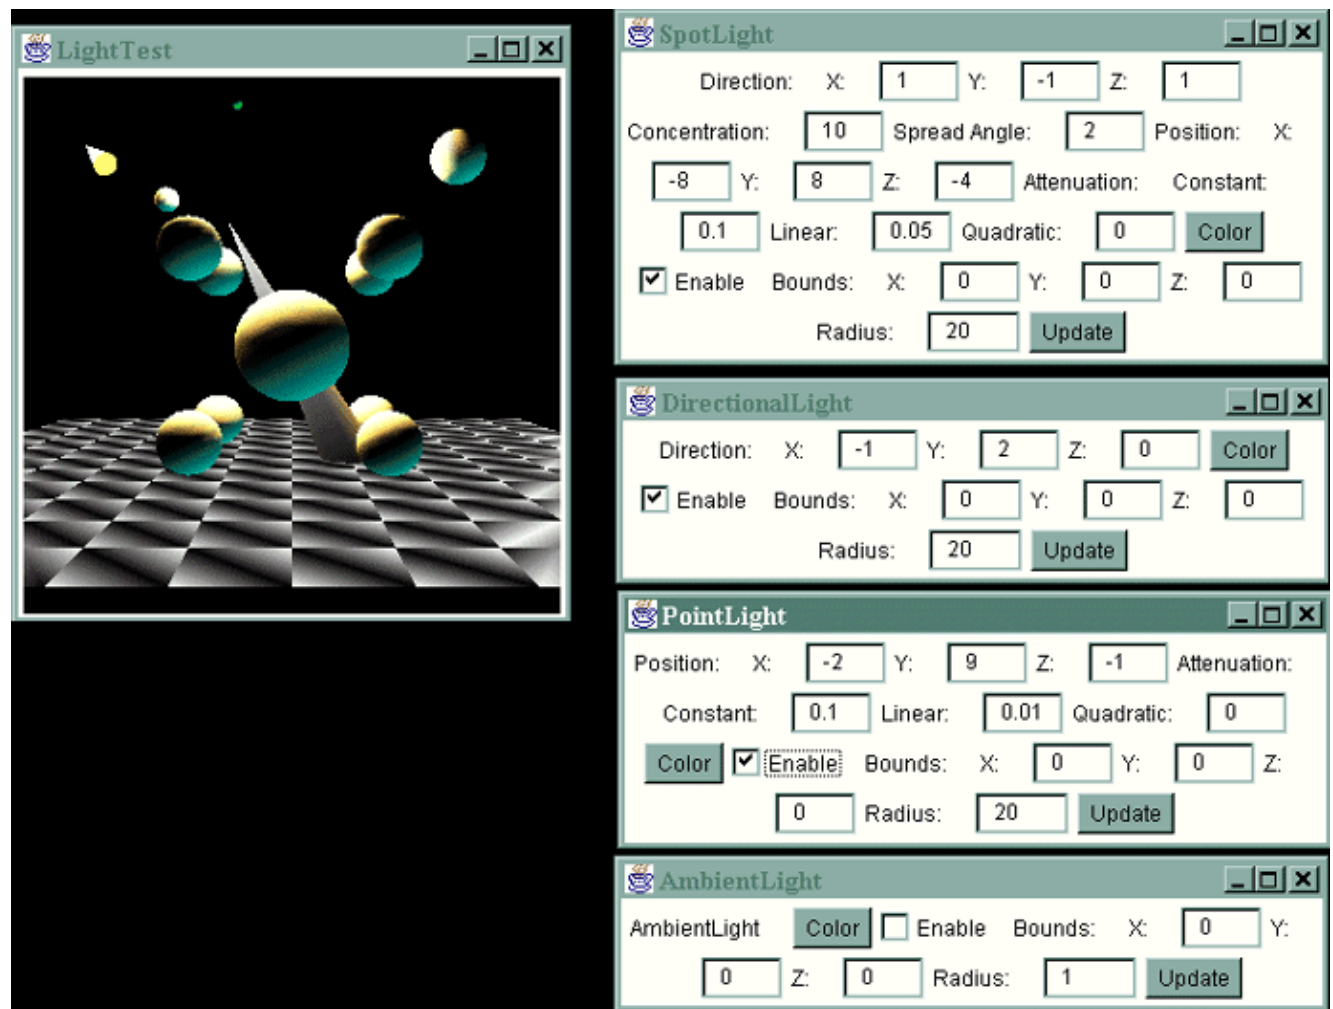 LightTest
SpotLight
Direction: X: 1 Y: -1 Z: 1
Concentration: 10 Spread Angle: 2 Position: X:
-8 Y: 8 Z: -4 Attenuation: Constant:
0.1 Linear: 0.05 Quadratic: 0 Color
Enable Bounds: X: 0 Y: 0 Z: 0
Radius: 20 Update
DirectionalLight
Direction: X: -1 Y: 2 Z: 0 Color
Enable Bounds: X: 0 Y: 0 Z: 0
Radius: 20 Update
PointLight
Position: X: -2 Y: 9 Z: -1 Attenuation:
Constant: 0.1 Linear: 0.01 Quadratic: 0
Color Enable Bounds: X: 0 Y: 0 Z:
0 Radius: 20 Update
AmbientLight
AmbientLight Color Enable Bounds: X: 0 Y:
0 Z: 0 Radius: 1 Update